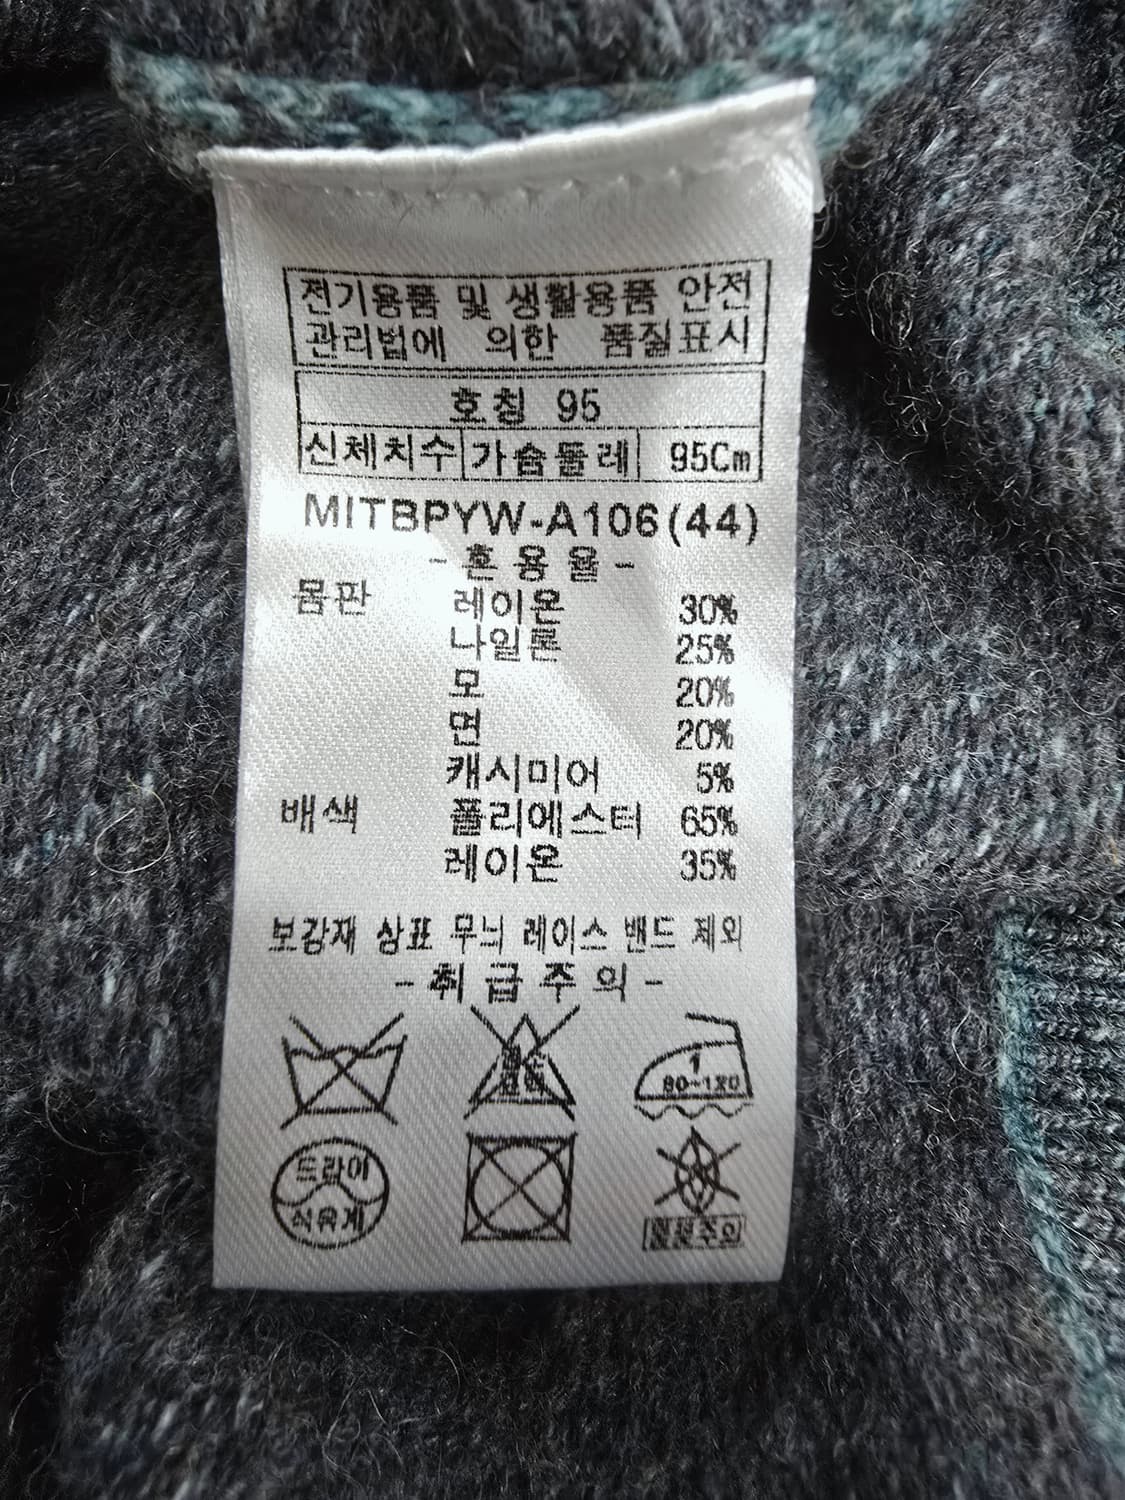 전기용품 및 생활용품 안전
관리법에 의한 품질표시
호칭 95
신체치수 가슴둘레 95Cm
MITBPYW-A106(44)
-혼용율-
몸판 레이온 30%
나일론 25%
모 20%
면 20%
캐시미어 5%
배색 폴리에스터 65%
레이온 35%
보강재 상표 무늬 레이스 밴드 제외
-취급주의-
1
80~120
드라이
석유계